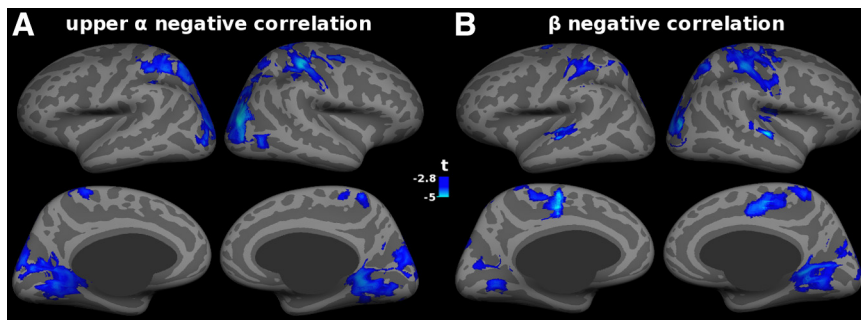 A upper α negative correlation
B β negative correlation
t
-2.8
-5